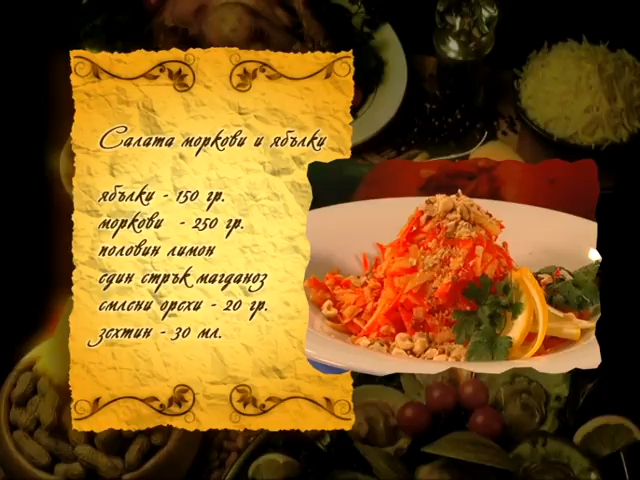 Салата моркови и ябълки
ябълки - 150 гр.
моркови - 250 гр.
половин лимон
един стрък магданоз
смлени орехи - 20 гр.
зехтин - 30 мл.